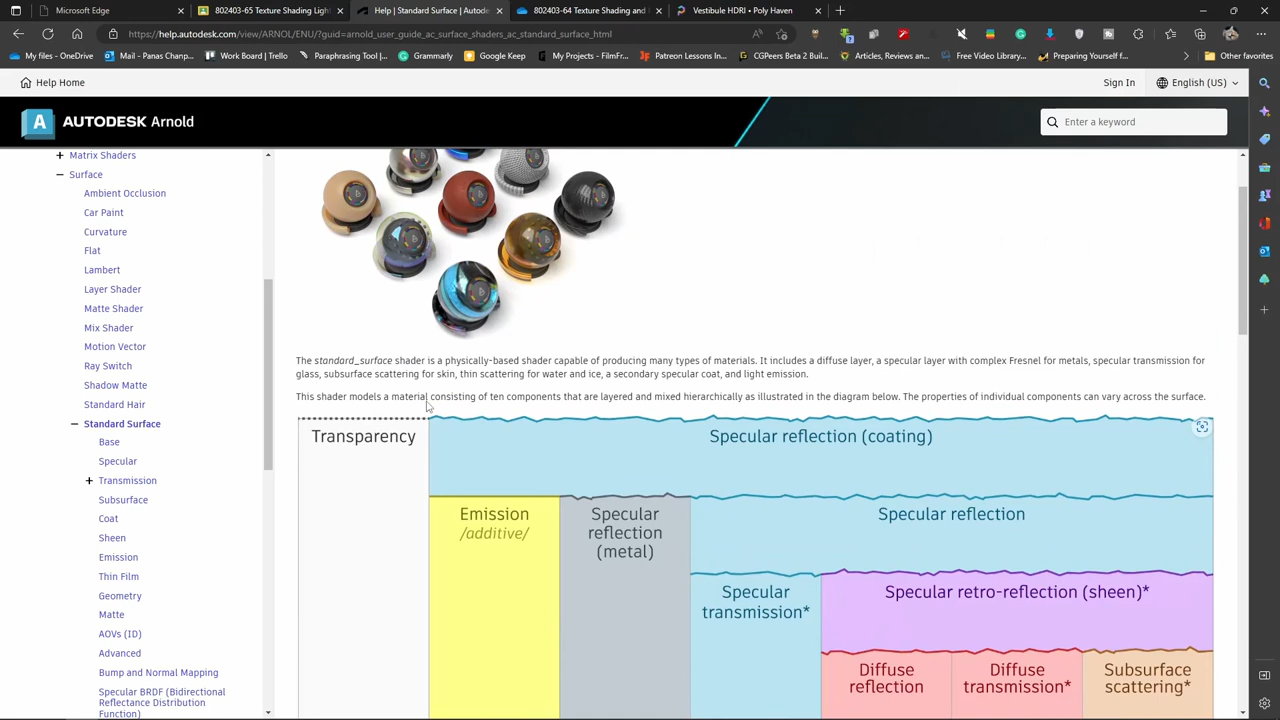 Microsoft Edge
802403-65 Texture Shading Light
Help | Standard Surface | Autode
802403-64 Texture Shading and
Vestibule HDRI • Poly Haven
https://help.autodesk.com/view/ARNOL/ENU/?guid=arnold_user_guide_ac_surface_shaders_ac_standard_surface_html
My files - OneDrive
Mail - Panas Chanp...
Work Board | Trello
Paraphrasing Tool |...
Grammarly
Google Keep
My Projects - FilmFr...
Patreon Lessons In...
CGPeers Beta 2 Build...
Articles, Reviews an...
Free Video Library...
Preparing Yourself f...
Other favorites
Help Home
Sign In
English (US)
A AUTODESK Arnold
Enter a keyword
Matrix Shaders
Surface
Ambient Occlusion
Car Paint
Curvature
Flat
Lambert
Layer Shader
Matte Shader
Mix Shader
Motion Vector
Ray Switch
Shadow Matte
Standard Hair
Standard Surface
Base
Specular
Transmission
Subsurface
Coat
Sheen
Emission
Thin Film
Geometry
Matte
AOVs (ID)
Advanced
Bump and Normal Mapping
Specular BRDF (Bidirectional
Reflectance Distribution
Function)
The standard_surface shader is a physically-based shader capable of producing many types of materials. It includes a diffuse layer, a specular layer with complex Fresnel for metals, specular transmission for
glass, subsurface scattering for skin, thin scattering for water and ice, a secondary specular coat, and light emission.
This shader models a material consisting of ten components that are layered and mixed hierarchically as illustrated in the diagram below. The properties of individual components can vary across the surface.
Transparency
Specular reflection (coating)
Emission
/additive/
Specular
reflection
(metal)
Specular reflection
Specular
transmission*
Specular retro-reflection (sheen)*
Diffuse
reflection
Diffuse
transmission*
Subsurface
scattering*